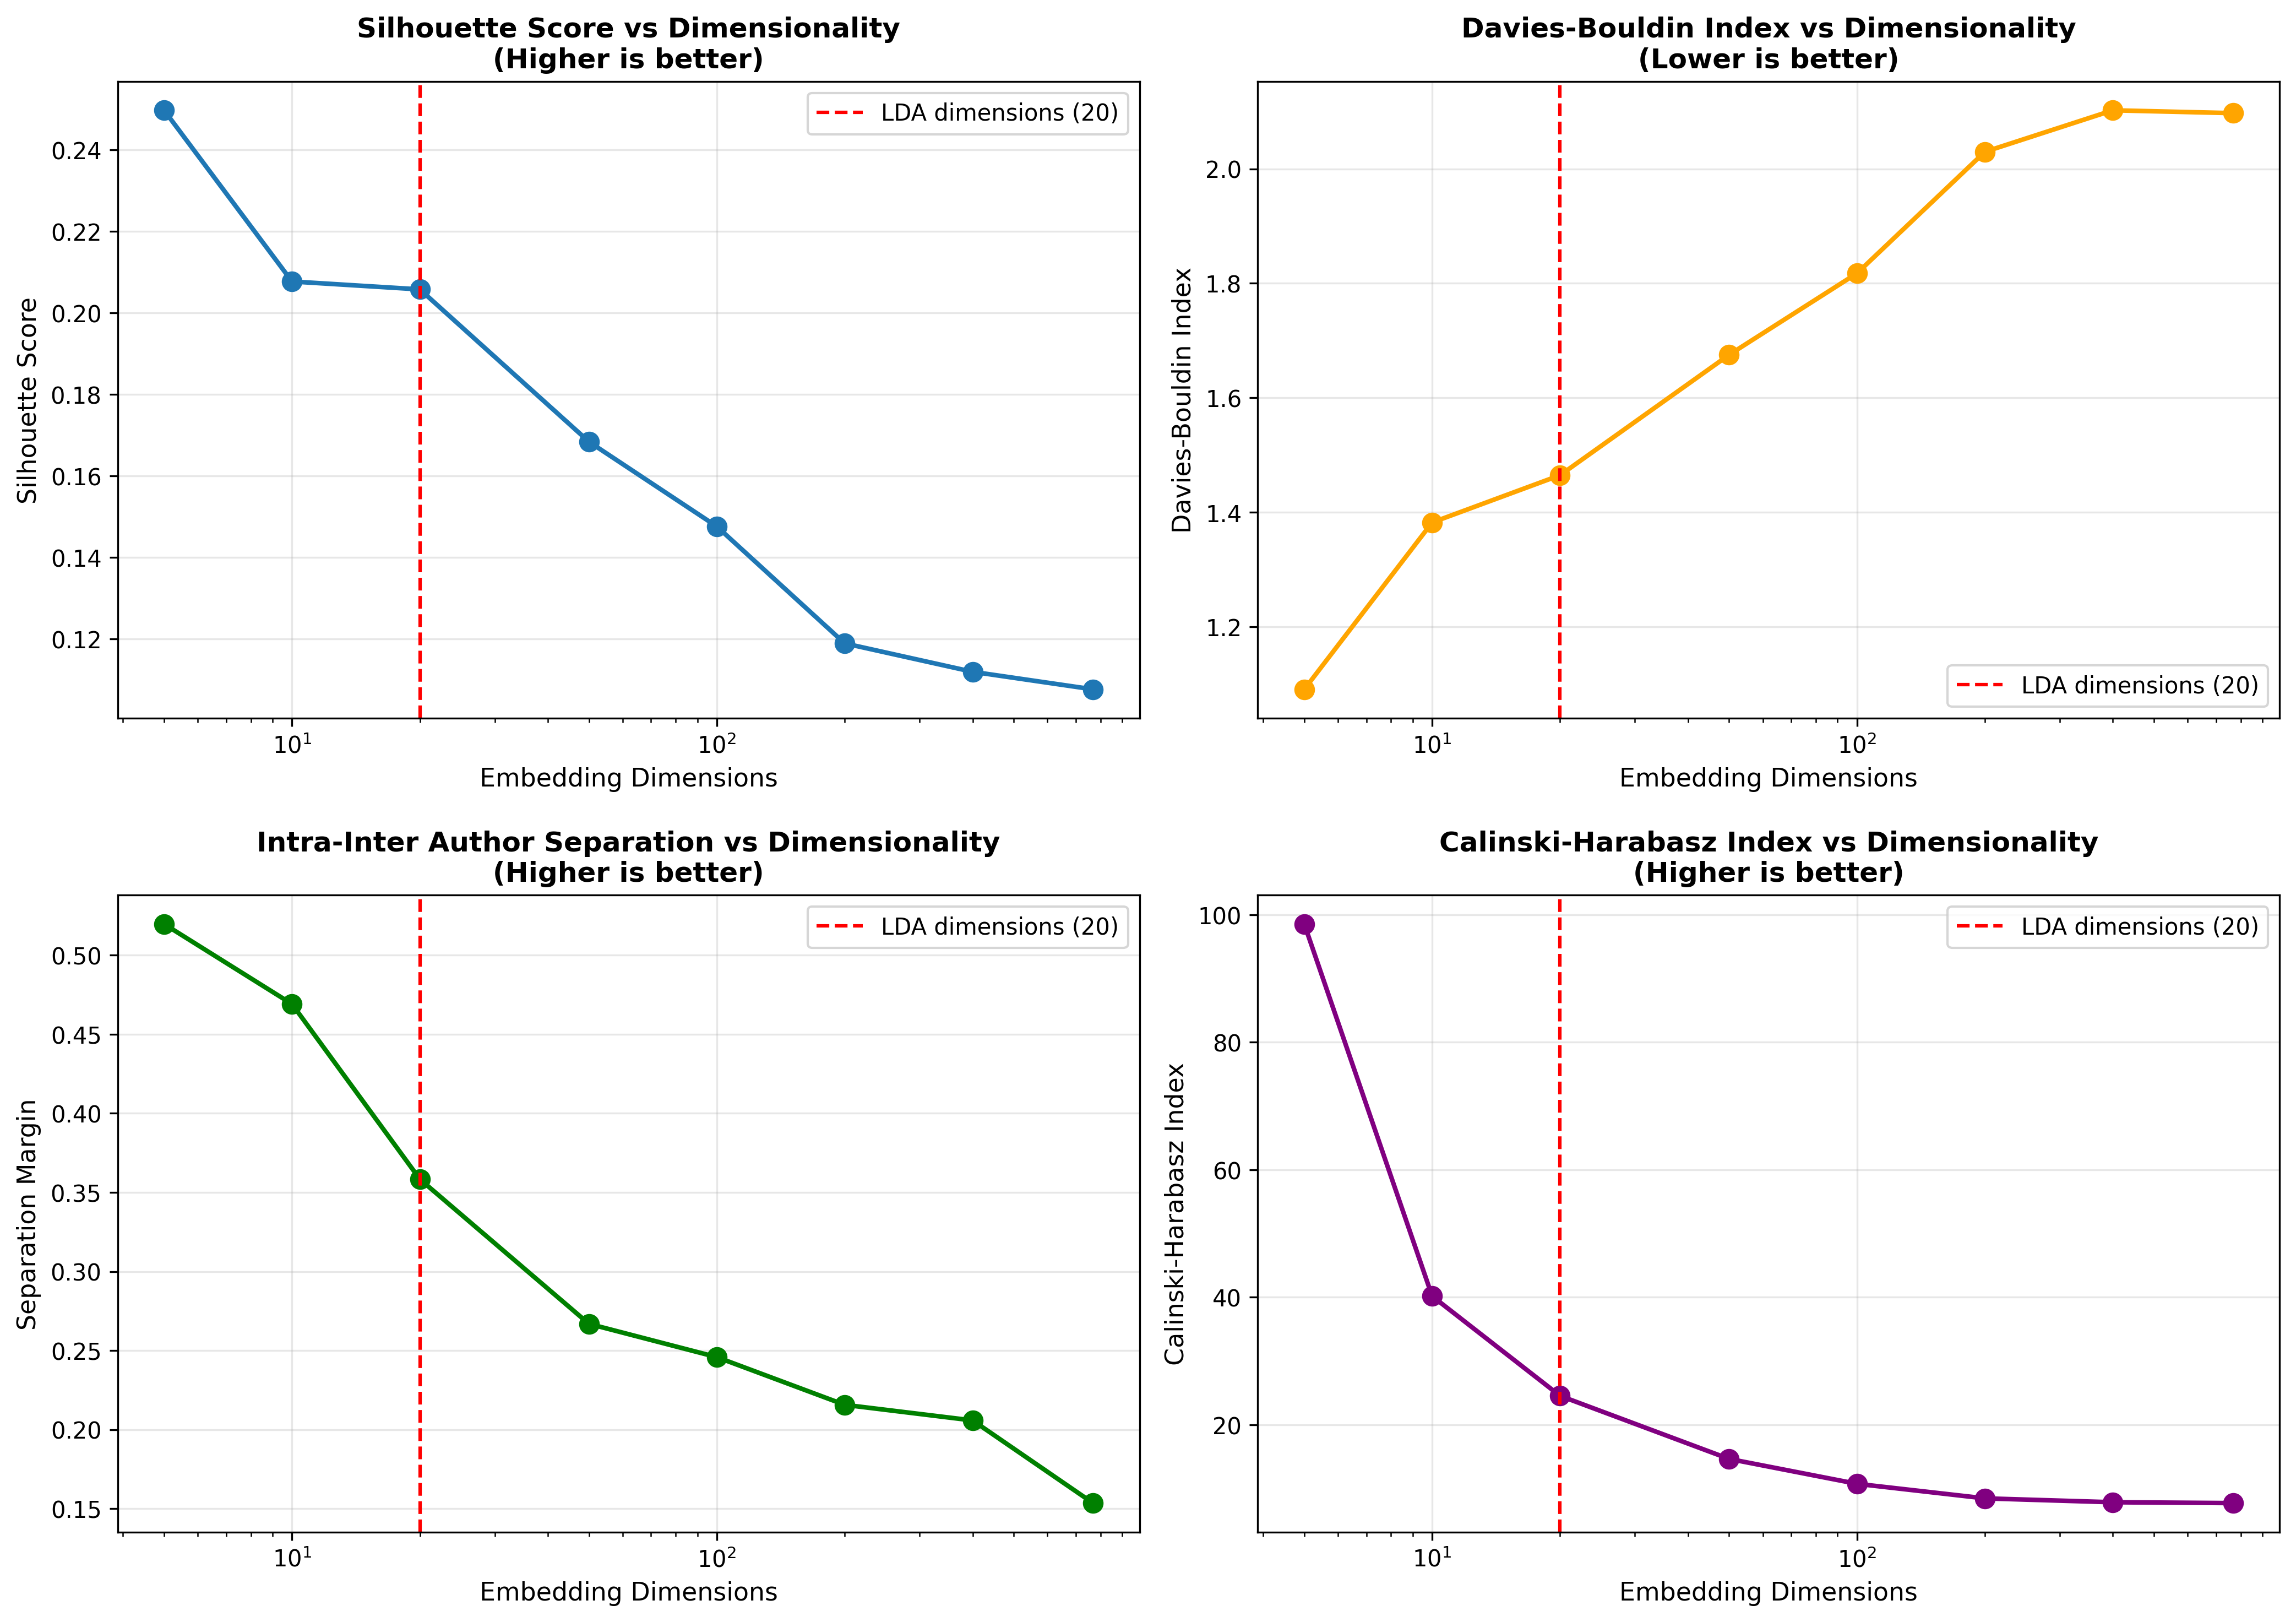 Silhouette Score vs Dimensionality
(Higher is better)
LDA dimensions (20)
0.24
0.22
0.20
0.18
0.16
0.14
0.12
Silhouette Score
10¹
10²
Embedding Dimensions
Davies-Bouldin Index vs Dimensionality
(Lower is better)
2.0
1.8
1.6
1.4
1.2
Davies-Bouldin Index
LDA dimensions (20)
10¹
10²
Embedding Dimensions
Intra-Inter Author Separation vs Dimensionality
(Higher is better)
LDA dimensions (20)
0.50
0.45
0.40
0.35
0.30
0.25
0.20
0.15
Separation Margin
10¹
10²
Embedding Dimensions
Calinski-Harabasz Index vs Dimensionality
(Higher is better)
LDA dimensions (20)
100
80
60
40
20
Calinski-Harabasz Index
10¹
10²
Embedding Dimensions